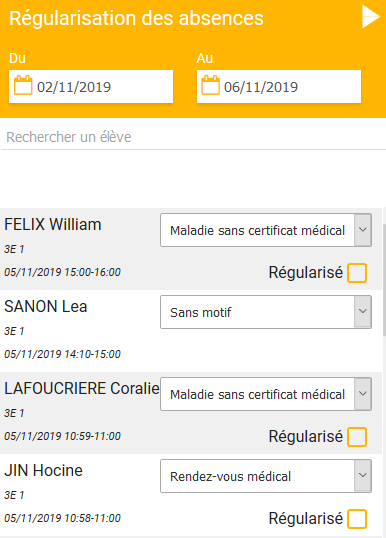 Régularisation des absences
Du Au
02/11/2019 06/11/2019
Rechercher un élève
FELIX William Maladie sans certificat médical
3E 1
05/11/2019 15:00-16:00 Régularisé
SANON Lea Sans motif
3E 1
05/11/2019 14:10-15:00
LAFOUCRIERE Coralie Maladie sans certificat médical
3E 1
05/11/2019 10:59-11:00 Régularisé
JIN Hocine Rendez-vous médical
3E 1
05/11/2019 10:58-11:00 Régularisé